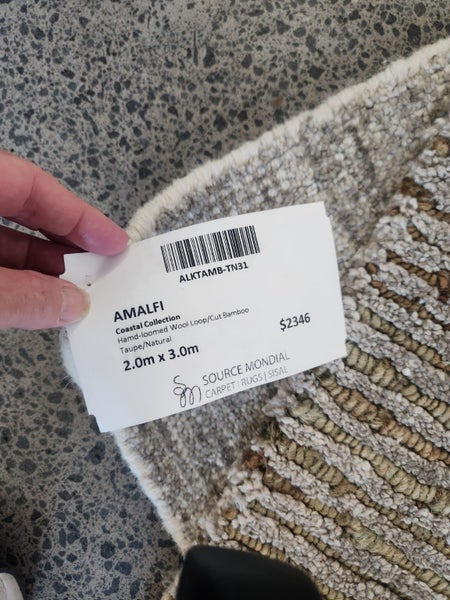 ALKTAMB-TN31
AMALFI
Coastal Collection
Hamd-loomed Wool Loop/Cut Bamboo
Taupe/Natural
$2346
2.0m x 3.0m
SM SOURCE MONDIAL
CARPET | RUGS | SISAL